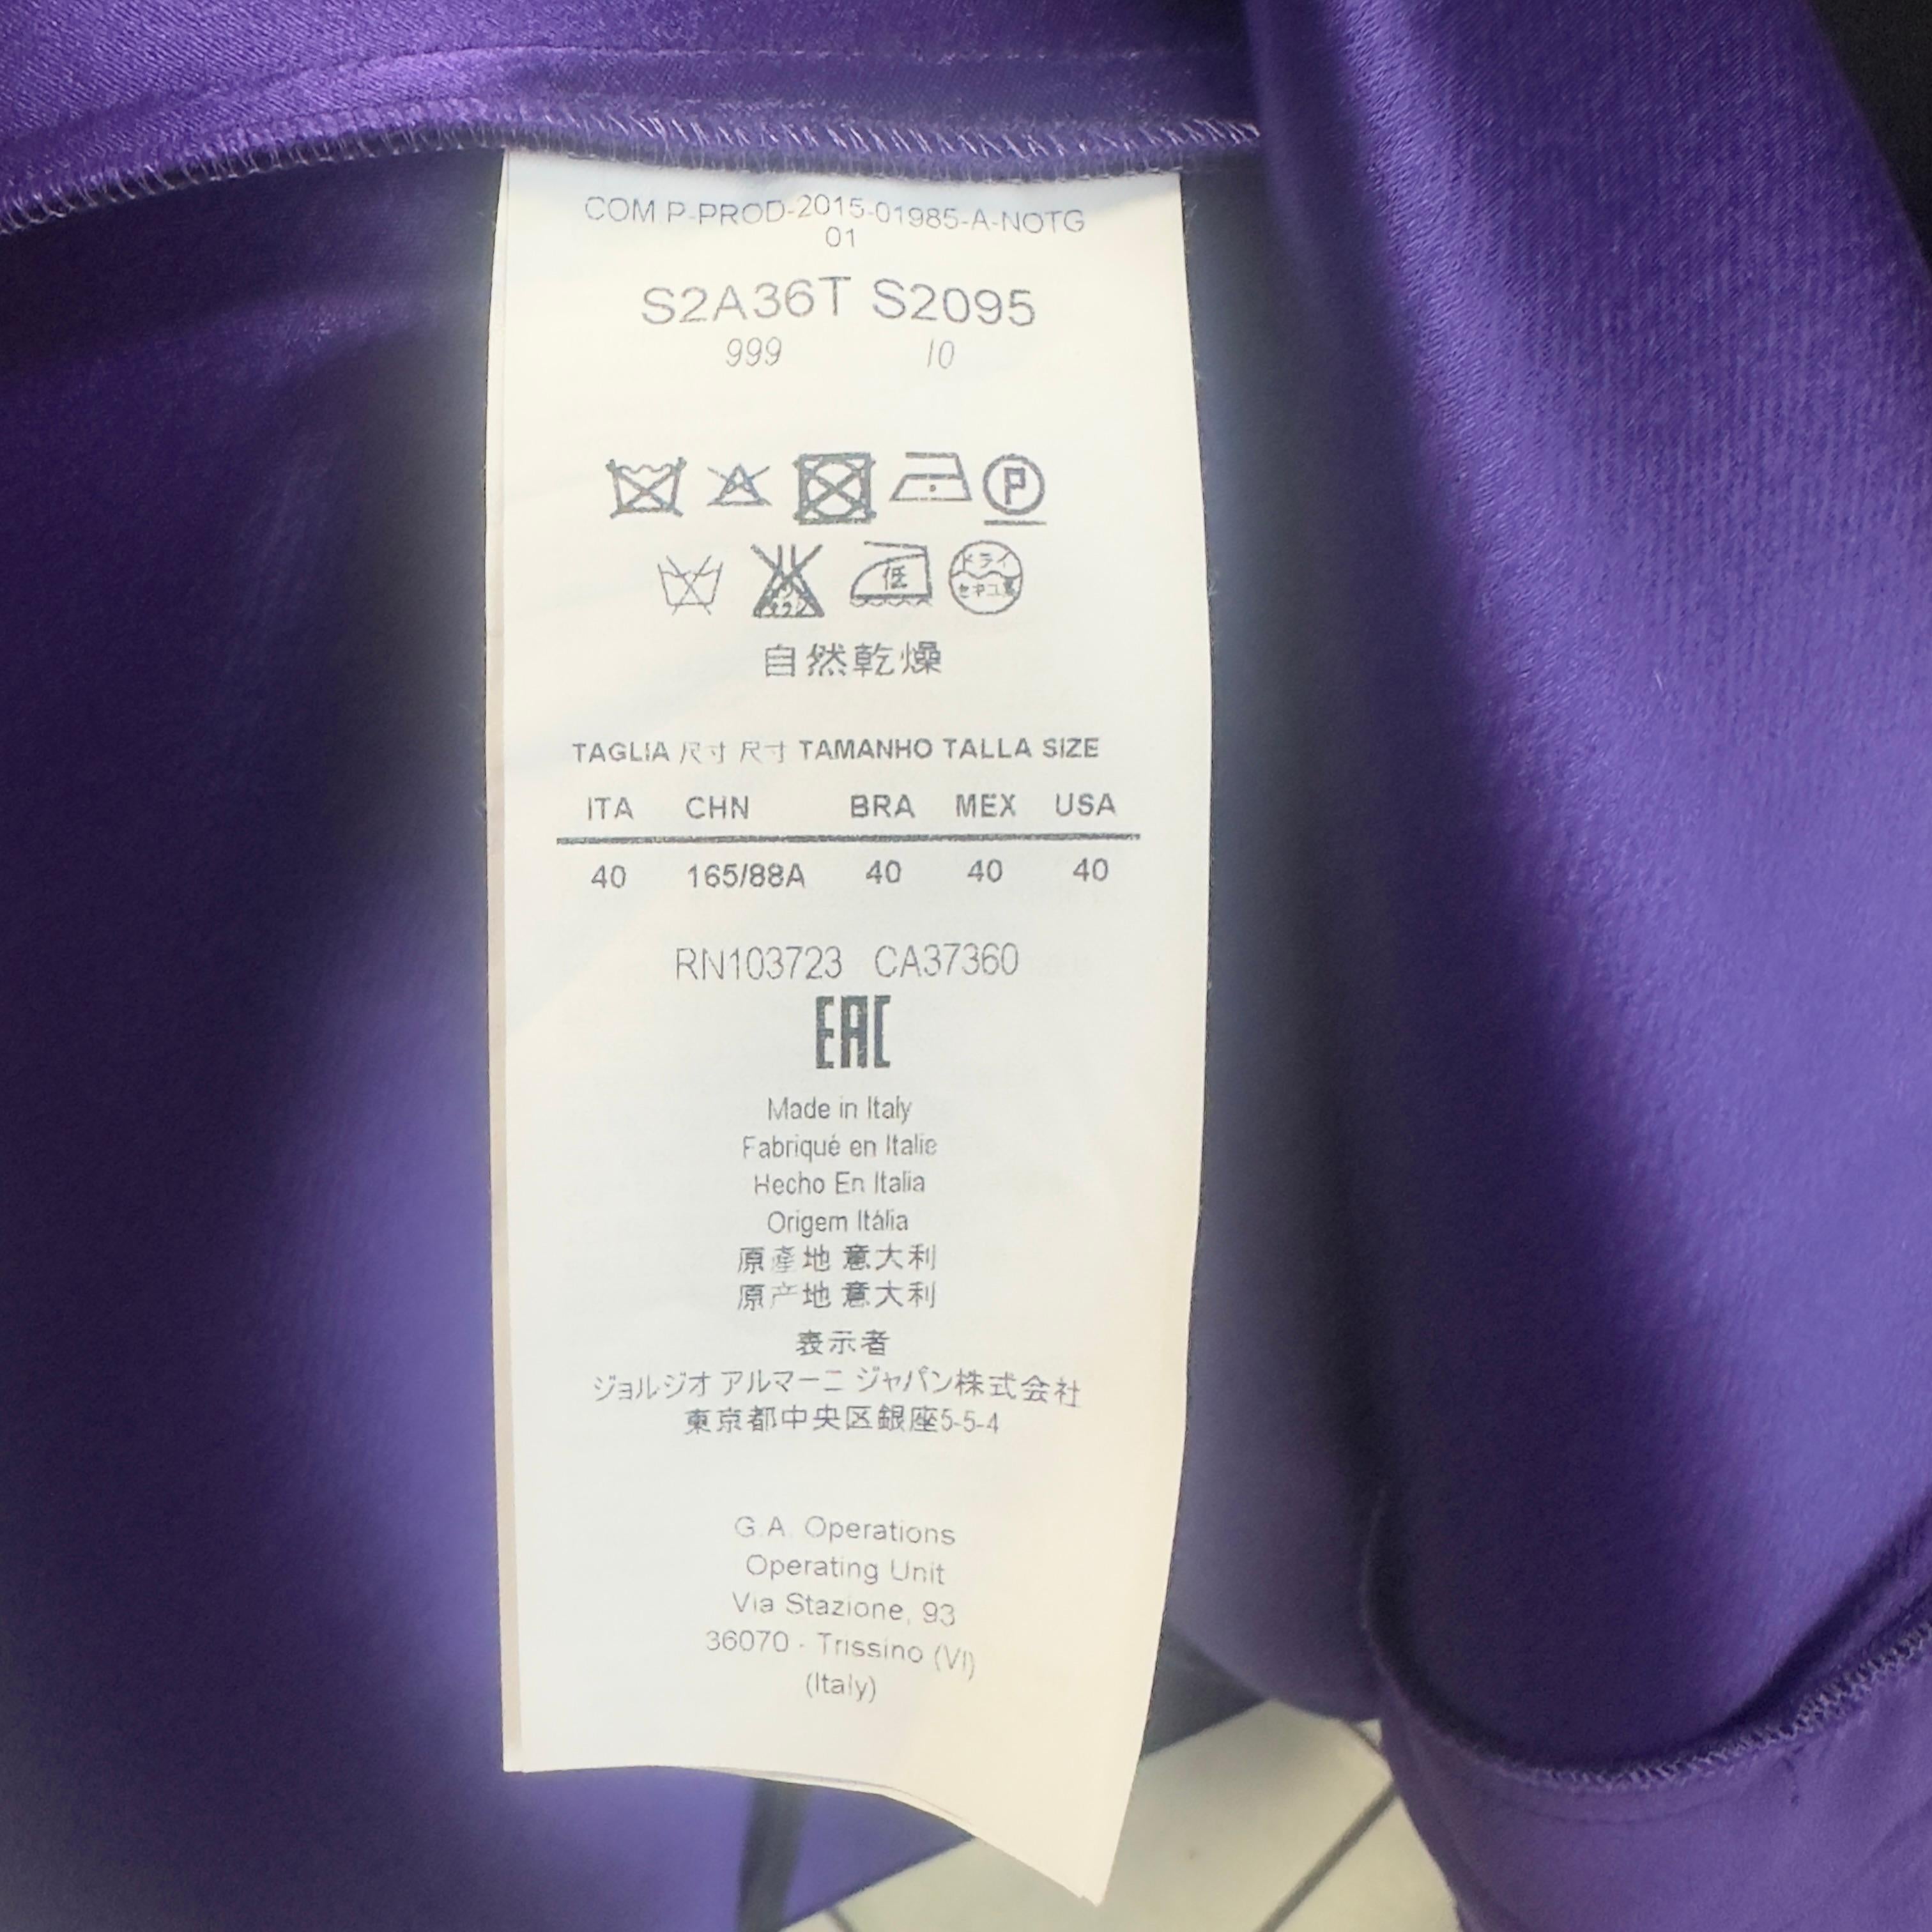 COM P-PROD-2015-01985-A-NOTG
01
S2A36T S2095
999 10
P
低
ドライ
自然乾燥
TAGLIA 尺寸 尺寸 TAMANHO TALLA SIZE
ITA CHN BRA MEX USA
40 165/88A 40 40 40
RN103723 CA37360
EAC
Made in Italy
Fabriqué en Italie
Hecho En Italia
Origem Itália
原產地 意大利
原产地 意大利
表示者
ジョルジオ アルマーニ ジャパン株式会社
東京都中央区銀座5-5-4
G.A. Operations
Operating Unit
Via Stazione, 93
36070 - Trissino (VI)
(Italy)